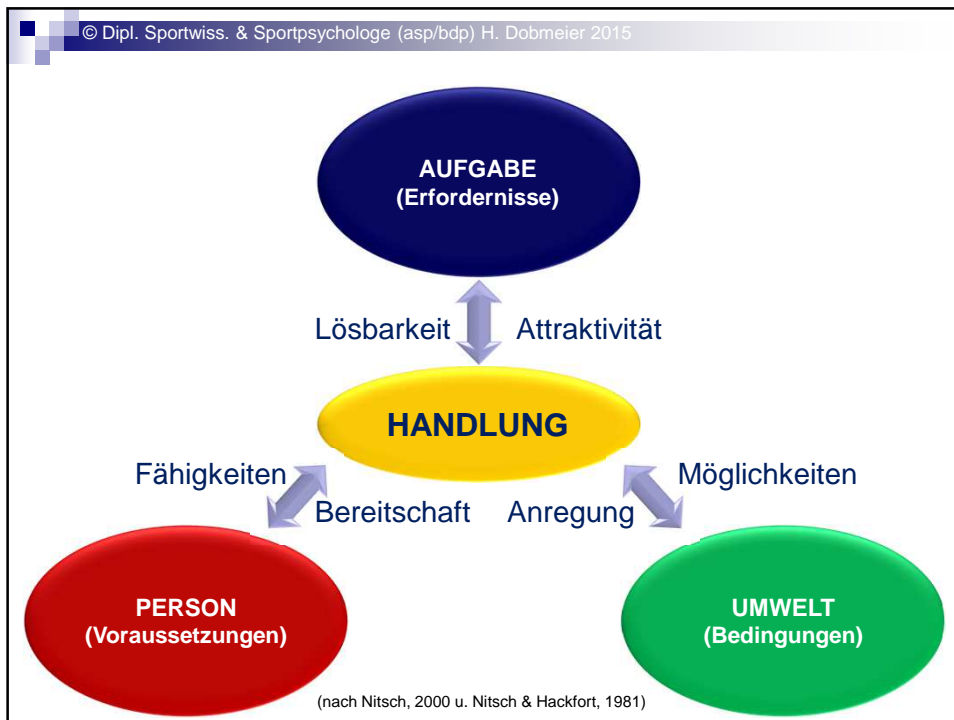 © Dipl. Sportwiss. & Sportpsychologe (asp/bdp) H. Dobmeier 2015
AUFGABE
(Erfordernisse)
Lösbarkeit Attraktivität
HANDLUNG
Fähigkeiten Möglichkeiten
Bereitschaft Anregung
PERSON
(Voraussetzungen)
UMWELT
(Bedingungen)
(nach Nitsch, 2000 u. Nitsch & Hackfort, 1981)